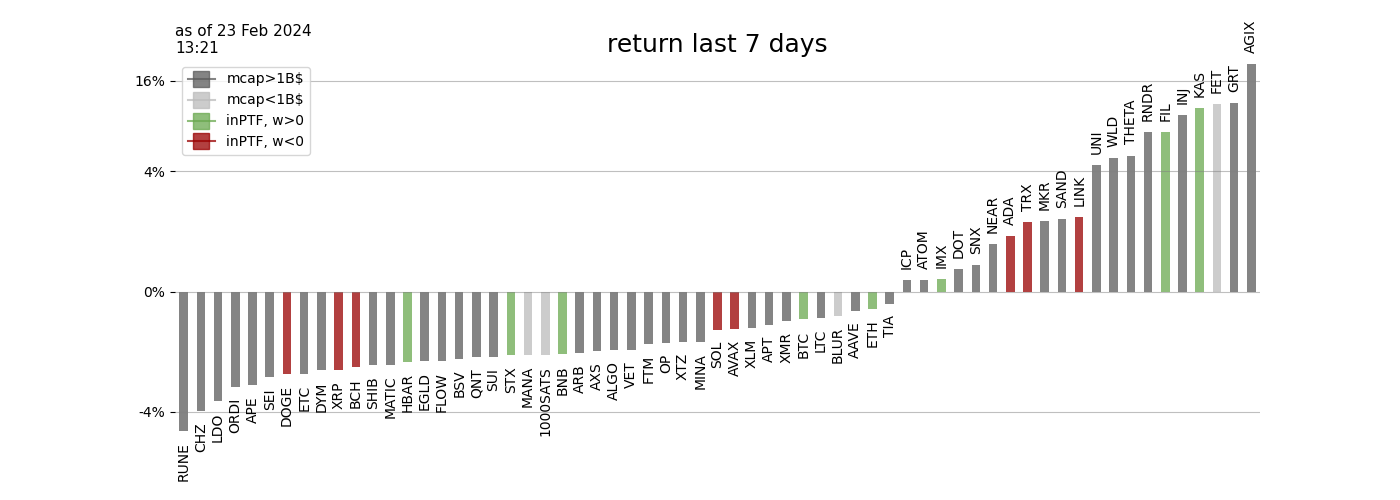 as of 23 Feb 2024
13:21
return last 7 days
mcap>1B$
mcap<1B$
inPTF, w>0
inPTF, w<0
16%
4%
0%
-4%
RUNE
CHZ
LDO
ORDI
APE
SEI
DOGE
ETC
DYM
XRP
BCH
SHIB
MATIC
HBAR
EGLD
FLOW
BSV
QNT
SUI
STX
MANA
1000SATS
BNB
ARB
AXS
ALGO
VET
FTM
OP
XTZ
MINA
SOL
AVAX
XLM
APT
XMR
BTC
LTC
BLUR
AAVE
ETH
TIA
ICP
ATOM
IMX
DOT
SNX
NEAR
ADA
TRX
MKR
SAND
LINK
UNI
WLD
THETA
RNDR
FIL
INJ
KAS
FET
GRT
AGIX